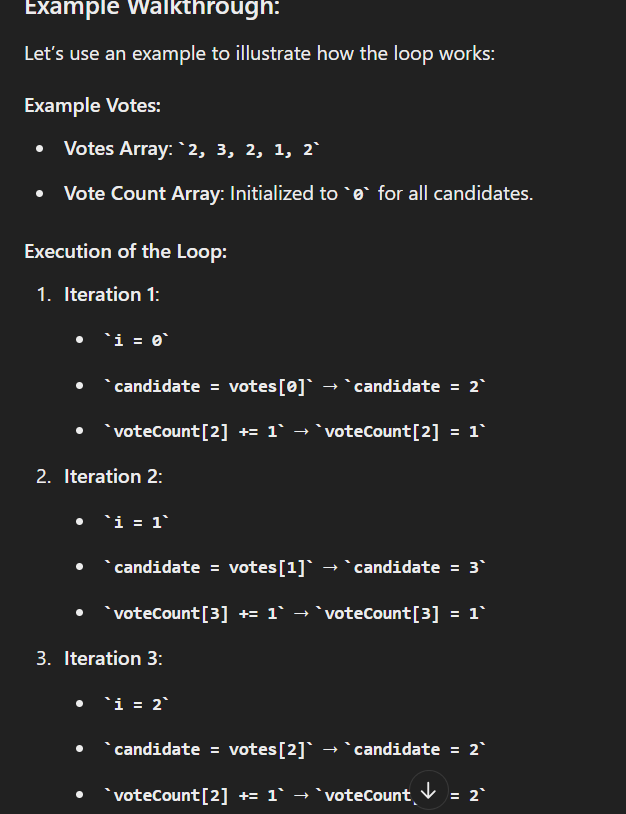 Example Walkthrough:
Let's use an example to illustrate how the loop works:
Example Votes:
• Votes Array: `2, 3, 2, 1, 2`
• Vote Count Array: Initialized to `0` for all candidates.
Execution of the Loop:
1. Iteration 1:
• `i = 0`
• `candidate = votes[0]` → `candidate = 2`
• `voteCount[2] += 1` → `voteCount[2] = 1`
2. Iteration 2:
• `i = 1`
• `candidate = votes[1]` → `candidate = 3`
• `voteCount[3] += 1` → `voteCount[3] = 1`
3. Iteration 3:
• `i = 2`
• `candidate = votes[2]` → `candidate = 2`
• `voteCount[2] += 1` → `voteCount = 2`